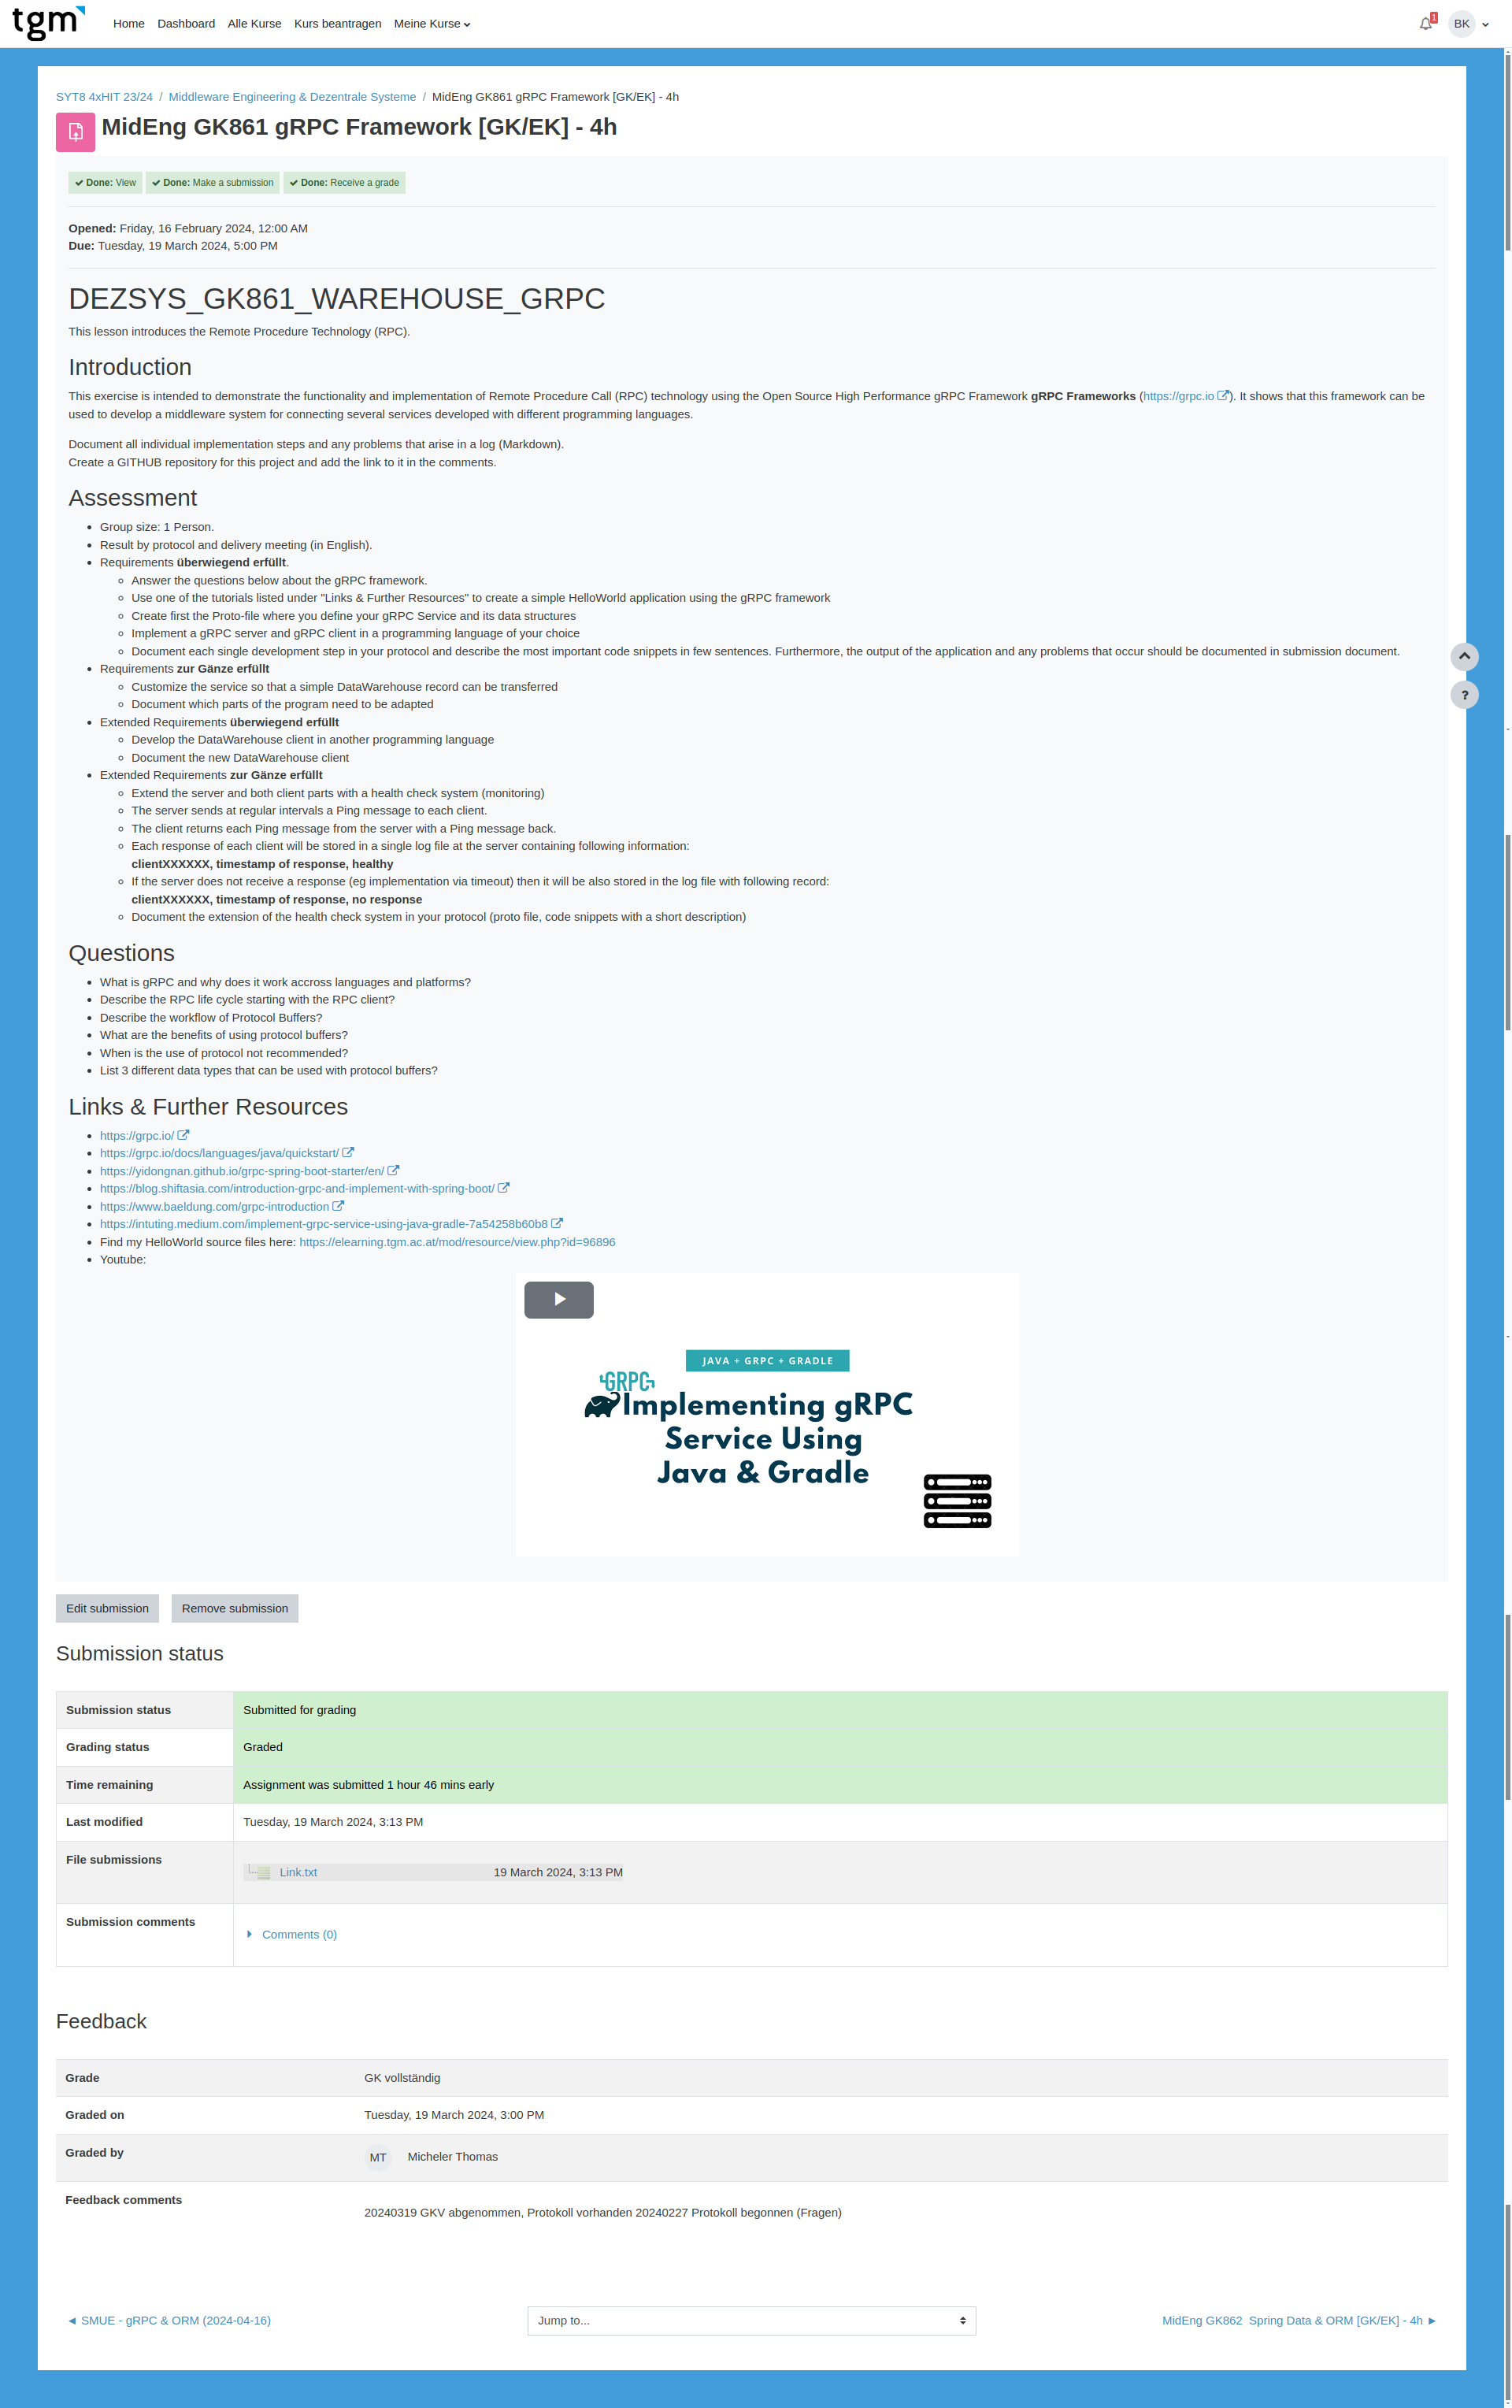 tgm Home Dashboard Alle Kurse Kurs beantragen Meine Kurse 1 BK
SYT8 4xHIT 23/24 / Middleware Engineering & Dezentrale Systeme / MidEng GK861 gRPC Framework [GK/EK] - 4h
MidEng GK861 gRPC Framework [GK/EK] - 4h
Done: View Done: Make a submission Done: Receive a grade
Opened: Friday, 16 February 2024, 12:00 AM
Due: Tuesday, 19 March 2024, 5:00 PM
DEZSYS_GK861_WAREHOUSE_GRPC
This lesson introduces the Remote Procedure Technology (RPC).
Introduction
This exercise is intended to demonstrate the functionality and implementation of Remote Procedure Call (RPC) technology using the Open Source High Performance gRPC Framework gRPC Frameworks (https://grpc.io). It shows that this framework can be
used to develop a middleware system for connecting several services developed with different programming languages.
Document all individual implementation steps and any problems that arise in a log (Markdown).
Create a GITHUB repository for this project and add the link to it in the comments.
Assessment
• Group size: 1 Person.
• Result by protocol and delivery meeting (in English).
• Requirements überwiegend erfüllt.
◦ Answer the questions below about the gRPC framework.
◦ Use one of the tutorials listed under "Links & Further Resources" to create a simple HelloWorld application using the gRPC framework
◦ Create first the Proto-file where you define your gRPC Service and its data structures
◦ Implement a gRPC server and gRPC client in a programming language of your choice
◦ Document each single development step in your protocol and describe the most important code snippets in few sentences. Furthermore, the output of the application and any problems that occur should be documented in submission document.
• Requirements zur Gänze erfüllt
◦ Customize the service so that a simple DataWarehouse record can be transferred
◦ Document which parts of the program need to be adapted
• Extended Requirements überwiegend erfüllt
◦ Develop the DataWarehouse client in another programming language
◦ Document the new DataWarehouse client
• Extended Requirements zur Gänze erfüllt
◦ Extend the server and both client parts with a health check system (monitoring)
◦ The server sends at regular intervals a Ping message to each client.
◦ The client returns each Ping message from the server with a Ping message back.
◦ Each response of each client will be stored in a single log file at the server containing following information:
clientXXXXXX, timestamp of response, healthy
◦ If the server does not receive a response (eg implementation via timeout) then it will be also stored in the log file with following record:
clientXXXXXX, timestamp of response, no response
◦ Document the extension of the health check system in your protocol (proto file, code snippets with a short description)
?
Questions
• What is gRPC and why does it work accross languages and platforms?
• Describe the RPC life cycle starting with the RPC client?
• Describe the workflow of Protocol Buffers?
• What are the benefits of using protocol buffers?
• When is the use of protocol not recommended?
• List 3 different data types that can be used with protocol buffers?
Links & Further Resources
• https://grpc.io/
• https://grpc.io/docs/languages/java/quickstart/
• https://yidongnan.github.io/grpc-spring-boot-starter/en/
• https://blog.shiftasia.com/introduction-grpc-and-implement-with-spring-boot/
• https://www.baeldung.com/grpc-introduction
• https://intuting.medium.com/implement-grpc-service-using-java-gradle-7a54258b60b8
• Find my HelloWorld source files here: https://elearning.tgm.ac.at/mod/resource/view.php?id=96896
• Youtube:
JAVA + GRPC + GRADLE
GRPC
Implementing gRPC
Service Using
Java & Gradle
Edit submission Remove submission
Submission status
Submission status Submitted for grading
Grading status Graded
Time remaining Assignment was submitted 1 hour 46 mins early
Last modified Tuesday, 19 March 2024, 3:13 PM
File submissions Link.txt 19 March 2024, 3:13 PM
Submission comments Comments (0)
Feedback
Grade GK vollständig
Graded on Tuesday, 19 March 2024, 3:00 PM
Graded by MT Micheler Thomas
Feedback comments 20240319 GKV abgenommen, Protokoll vorhanden 20240227 Protokoll begonnen (Fragen)
◄ SMUE - gRPC & ORM (2024-04-16) Jump to... MidEng GK862 Spring Data & ORM [GK/EK] - 4h ►